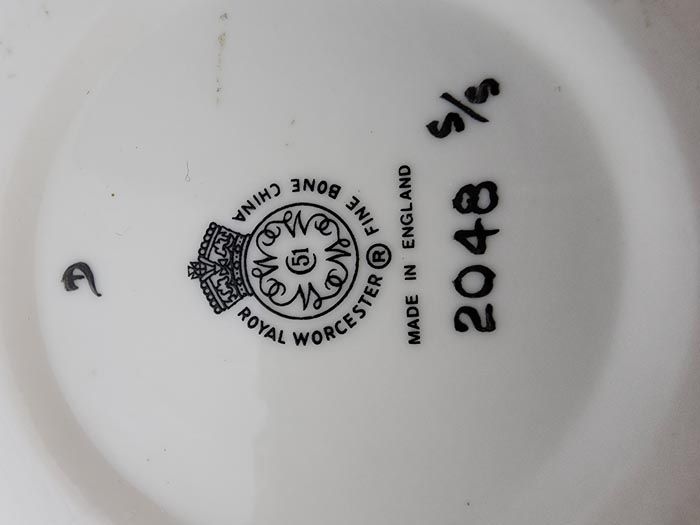 ROYAL WORCESTER ® FINE BONE CHINA
51
MADE IN ENGLAND
2048 S/S